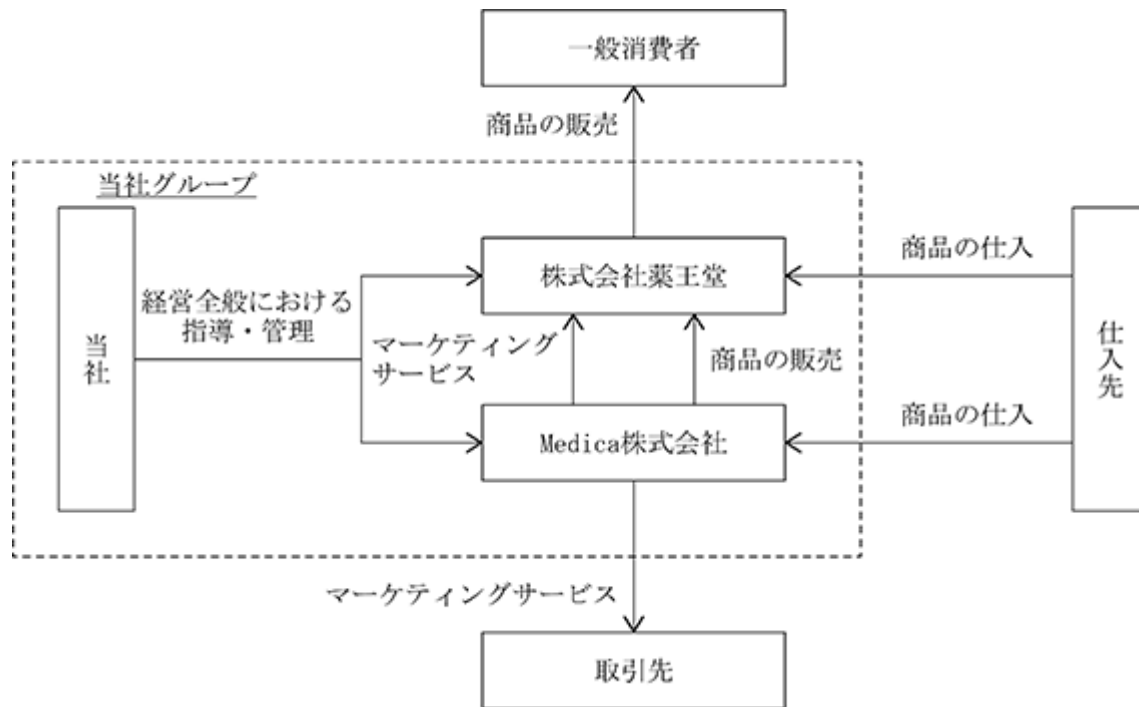 一般消費者
商品の販売
当社グループ
株式会社薬王堂
商品の仕入
経営全般における
指導・管理
当社
マーケティング
サービス
商品の販売
仕入先
Medica株式会社
商品の仕入
マーケティングサービス
取引先